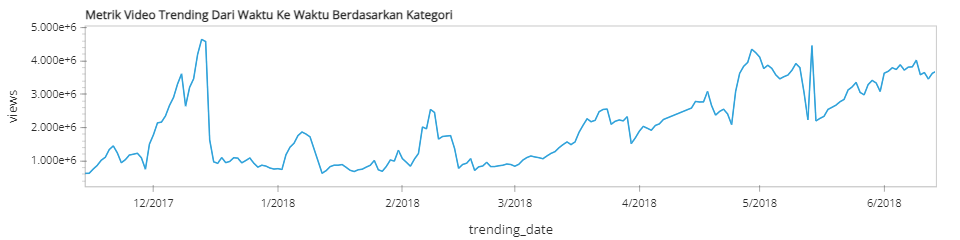 Metrik Video Trending Dari Waktu Ke Waktu Berdasarkan Kategori
5.000e+6
4.000e+6
3.000e+6
2.000e+6
1.000e+6
views
12/2017
1/2018
2/2018
3/2018
4/2018
5/2018
6/2018
trending_date